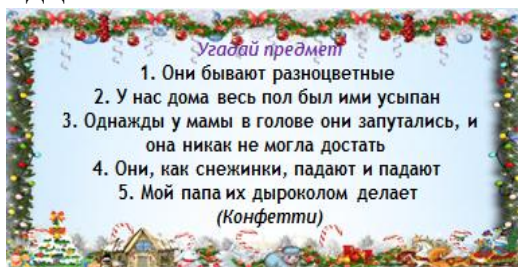 Угадай предмет
1. Они бывают разноцветные
2. У нас дома весь пол был ими усыпан
3. Однажды у мамы в голове они запутались, и
она никак не могла достать
4. Они, как снежинки, падают и падают
5. Мой папа их дыроколом делает
(Конфетти)